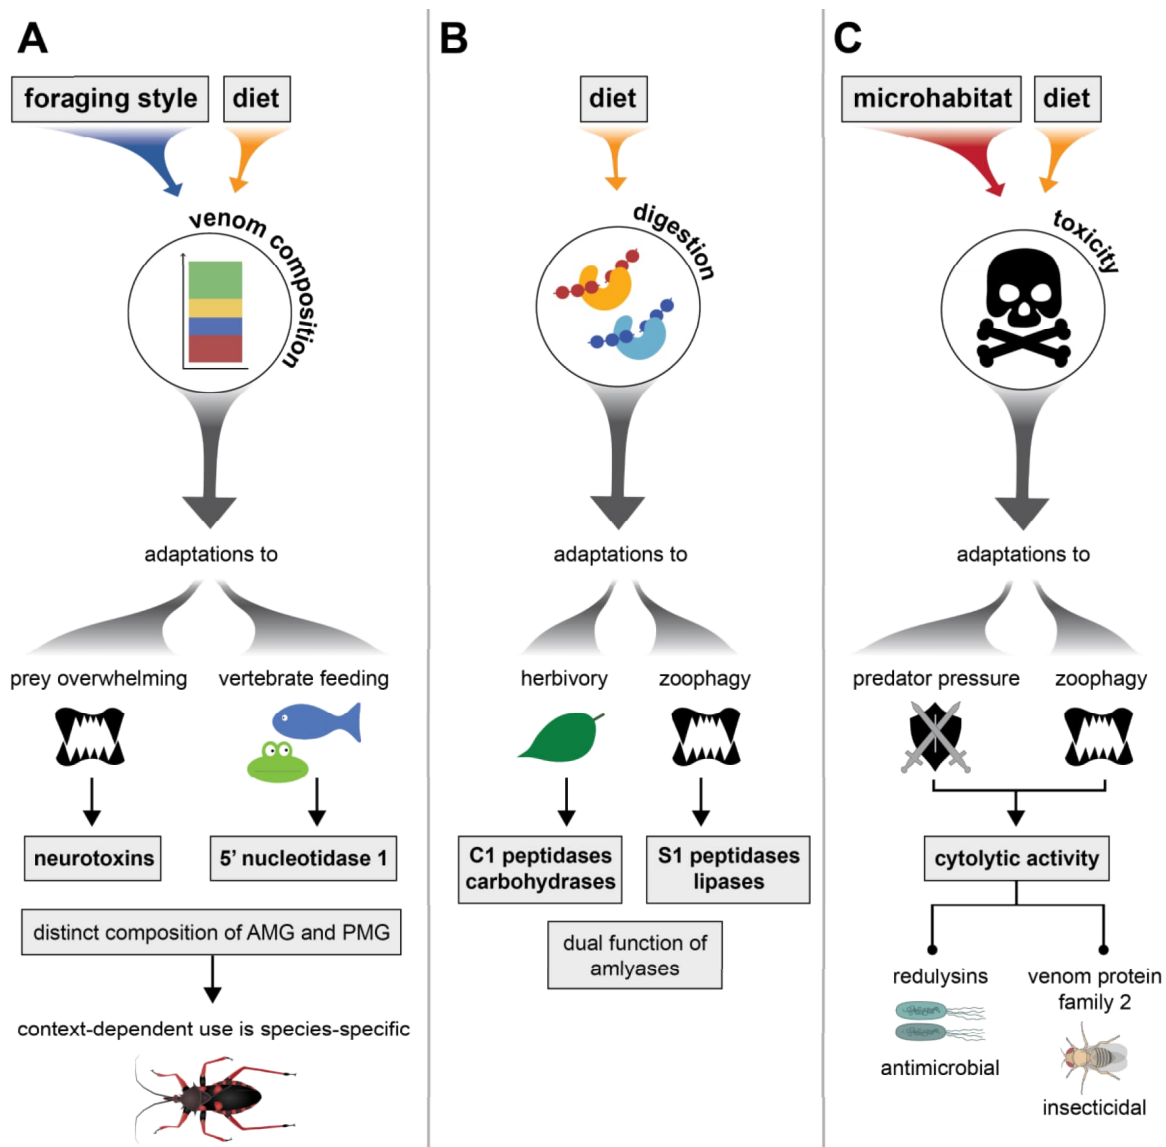 A
foraging style
diet
venom composition
adaptations to
prey overwhelming
vertebrate feeding
neurotoxins
5' nucleotidase 1
distinct composition of AMG and PMG
context-dependent use is species-specific
B
diet
digestion
adaptations to
herbivory
zoophagy
C1 peptidases
carbohydrases
S1 peptidases
lipases
dual function of
amlyases
C
microhabitat
diet
toxicity
adaptations to
predator pressure
zoophagy
cytolytic activity
redulysins
antimicrobial
venom protein
family 2
insecticidal